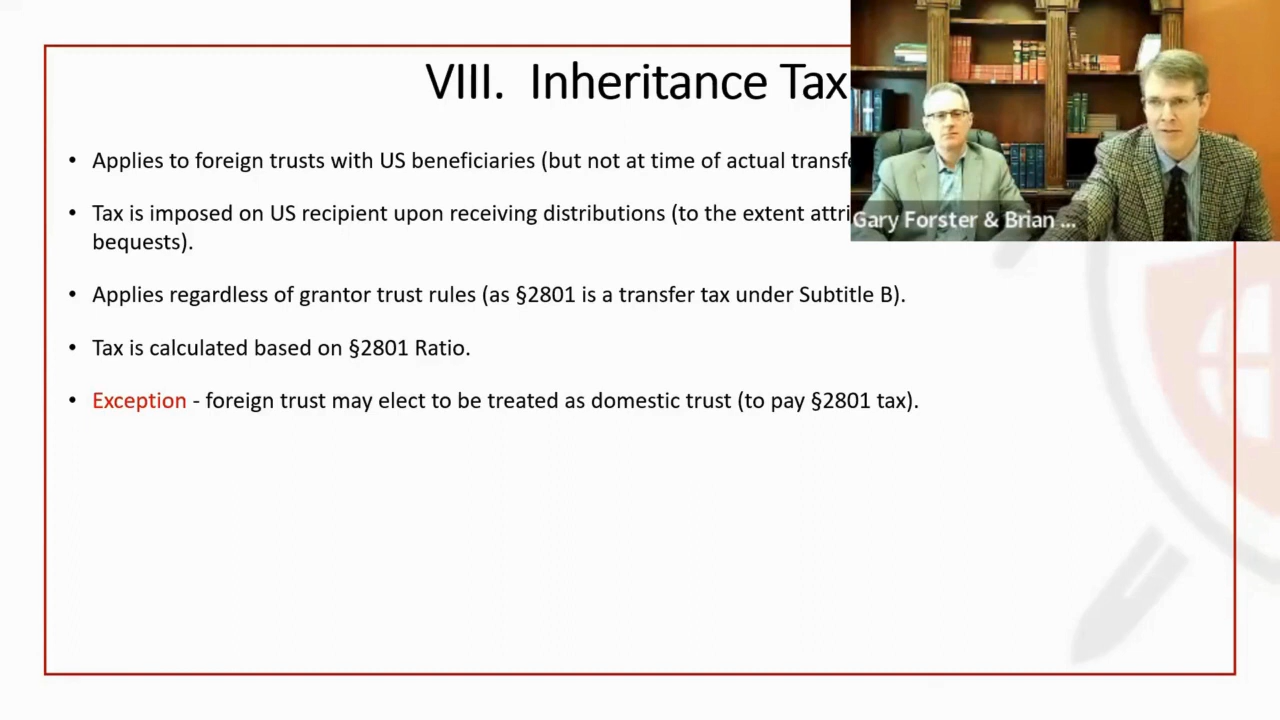 VIII. Inheritance Tax
• Applies to foreign trusts with US beneficiaries (but not at time of actual
• Tax is imposed on US recipient upon receiving distributions (to the extent
bequests).
• Applies regardless of grantor trust rules (as §2801 is a transfer tax under Subtitle B).
• Tax is calculated based on §2801 Ratio.
• Exception - foreign trust may elect to be treated as domestic trust (to pay §2801 tax).
Gary Forster & Brian ...